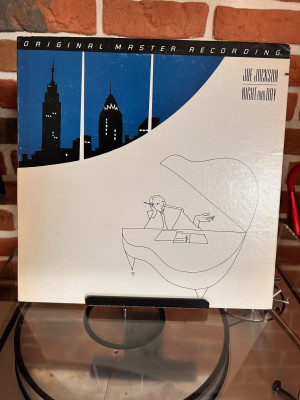 ORIGINAL MASTER RECORDING
JOE JACKSON
NIGHT AND DAY